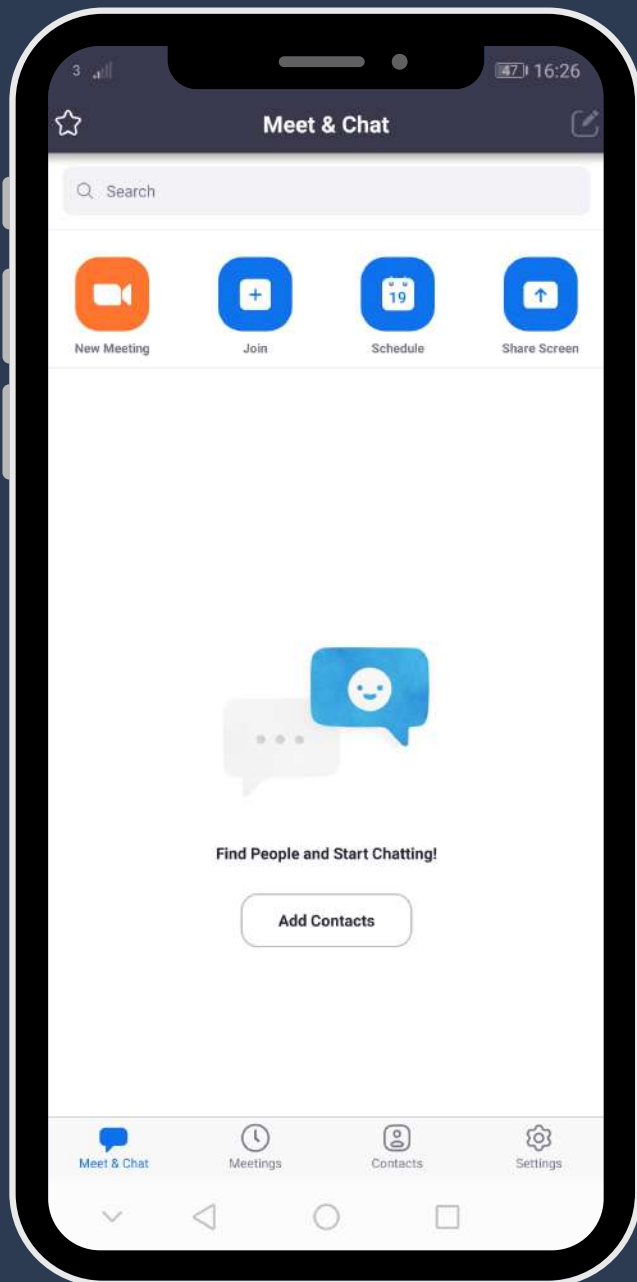 3 47 16:26
Meet & Chat
Search
19
New Meeting Join Schedule Share Screen
Find People and Start Chatting!
Add Contacts
Meet & Chat Meetings Contacts Settings